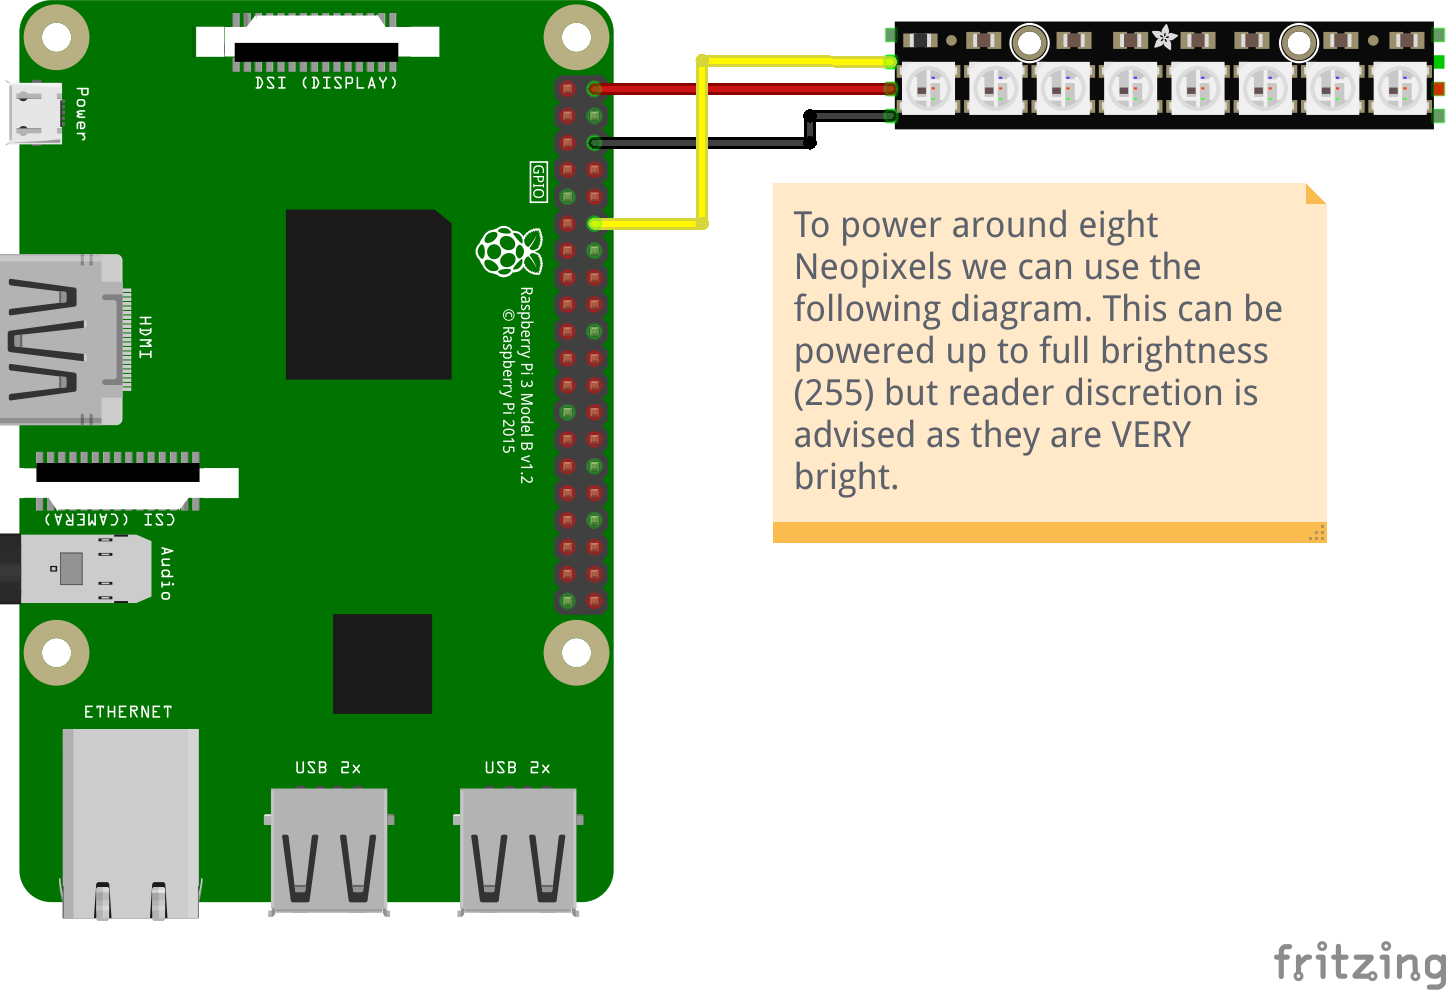 DSI (DISPLAY)
Power
GPIO
HDMI
Raspberry Pi 3 Model B v1.2
© Raspberry Pi 2015
To power around eight
Neopixels we can use the
following diagram. This can be
powered up to full brightness
(255) but reader discretion is
advised as they are VERY
bright.
CSI (CAMERA)
Audio
ETHERNET
USB 2x
USB 2x
fritzing